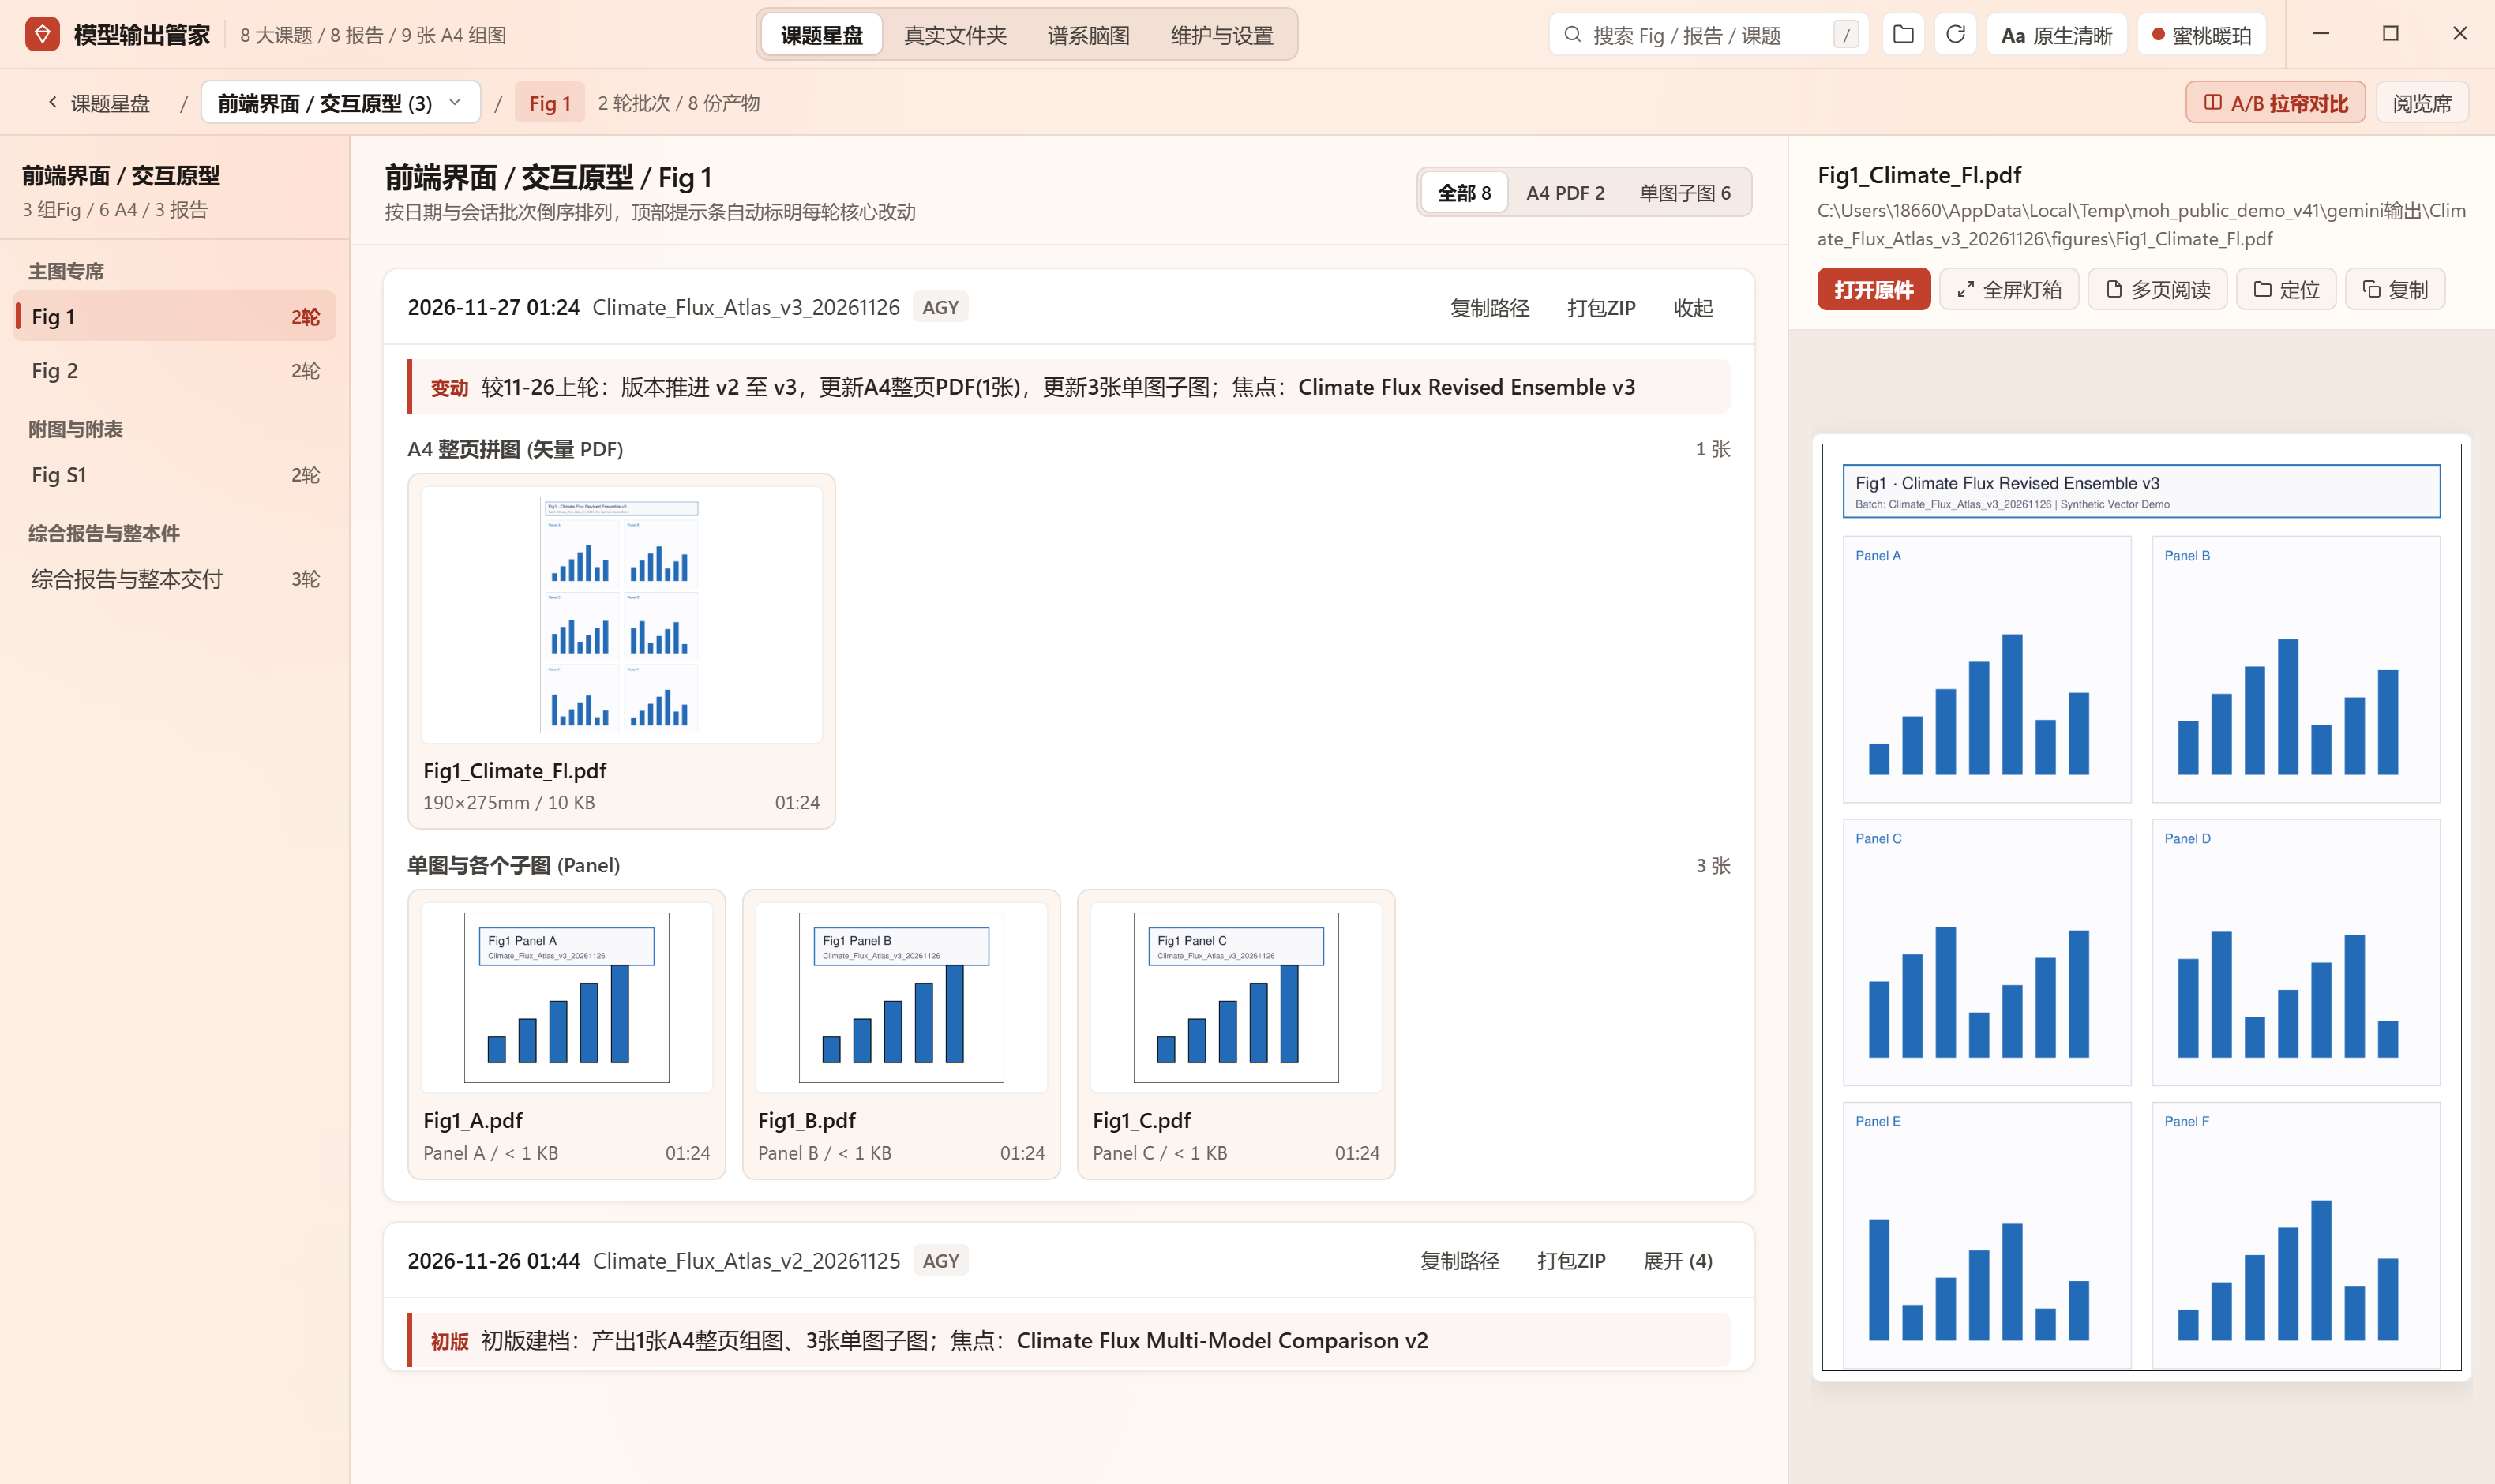 模型输出管家
8 大课题 / 8 报告 / 9 张 A4 组图
课题星盘
真实文件夹
谱系脑图
维护与设置
搜索 Fig / 报告 / 课题
/
Aa 原生清晰
蜜桃暖珀
课题星盘
/
前端界面 / 交互原型 (3)
/
Fig 1
2 轮批次 / 8 份产物
A/B 拉帘对比
阅览席
前端界面 / 交互原型
3 组Fig / 6 A4 / 3 报告
主图专席
Fig 1
2轮
Fig 2
2轮
附图与附表
Fig S1
2轮
综合报告与整本件
综合报告与整本交付
3轮
前端界面 / 交互原型 / Fig 1
按日期与会话批次倒序排列，顶部提示条自动标明每轮核心改动
全部 8
A4 PDF 2
单图子图 6
2026-11-27 01:24 Climate_Flux_Atlas_v3_20261126 AGY
复制路径
打包ZIP
收起
变动 较11-26上轮：版本推进 v2 至 v3，更新A4整页PDF(1张)，更新3张单图子图；焦点：Climate Flux Revised Ensemble v3
A4 整页拼图 (矢量 PDF)
1 张
Fig1 · Climate Flux Revised Ensemble v3
Panel A
Panel B
Panel C
Panel D
Panel E
Panel F
Fig1_Climate_Fl.pdf
190×275mm / 10 KB
01:24
单图与各个子图 (Panel)
3 张
Fig1 Panel A
Climate_Flux_Atlas_v3_20261126
Fig1_A.pdf
Panel A / < 1 KB
01:24
Fig1 Panel B
Climate_Flux_Atlas_v3_20261126
Fig1_B.pdf
Panel B / < 1 KB
01:24
Fig1 Panel C
Climate_Flux_Atlas_v3_20261126
Fig1_C.pdf
Panel C / < 1 KB
01:24
2026-11-26 01:44 Climate_Flux_Atlas_v2_20261125 AGY
复制路径
打包ZIP
展开 (4)
初版 初版建档：产出1张A4整页组图、3张单图子图；焦点：Climate Flux Multi-Model Comparison v2
Fig1_Climate_Fl.pdf
C:\Users\18660\AppData\Local\Temp\moh_public_demo_v41\gemini输出\Clim
ate_Flux_Atlas_v3_20261126\figures\Fig1_Climate_Fl.pdf
打开原件
全屏灯箱
多页阅读
定位
复制
Fig1 · Climate Flux Revised Ensemble v3
Batch: Climate_Flux_Atlas_v3_20261126 | Synthetic Vector Demo
Panel A
Panel B
Panel C
Panel D
Panel E
Panel F